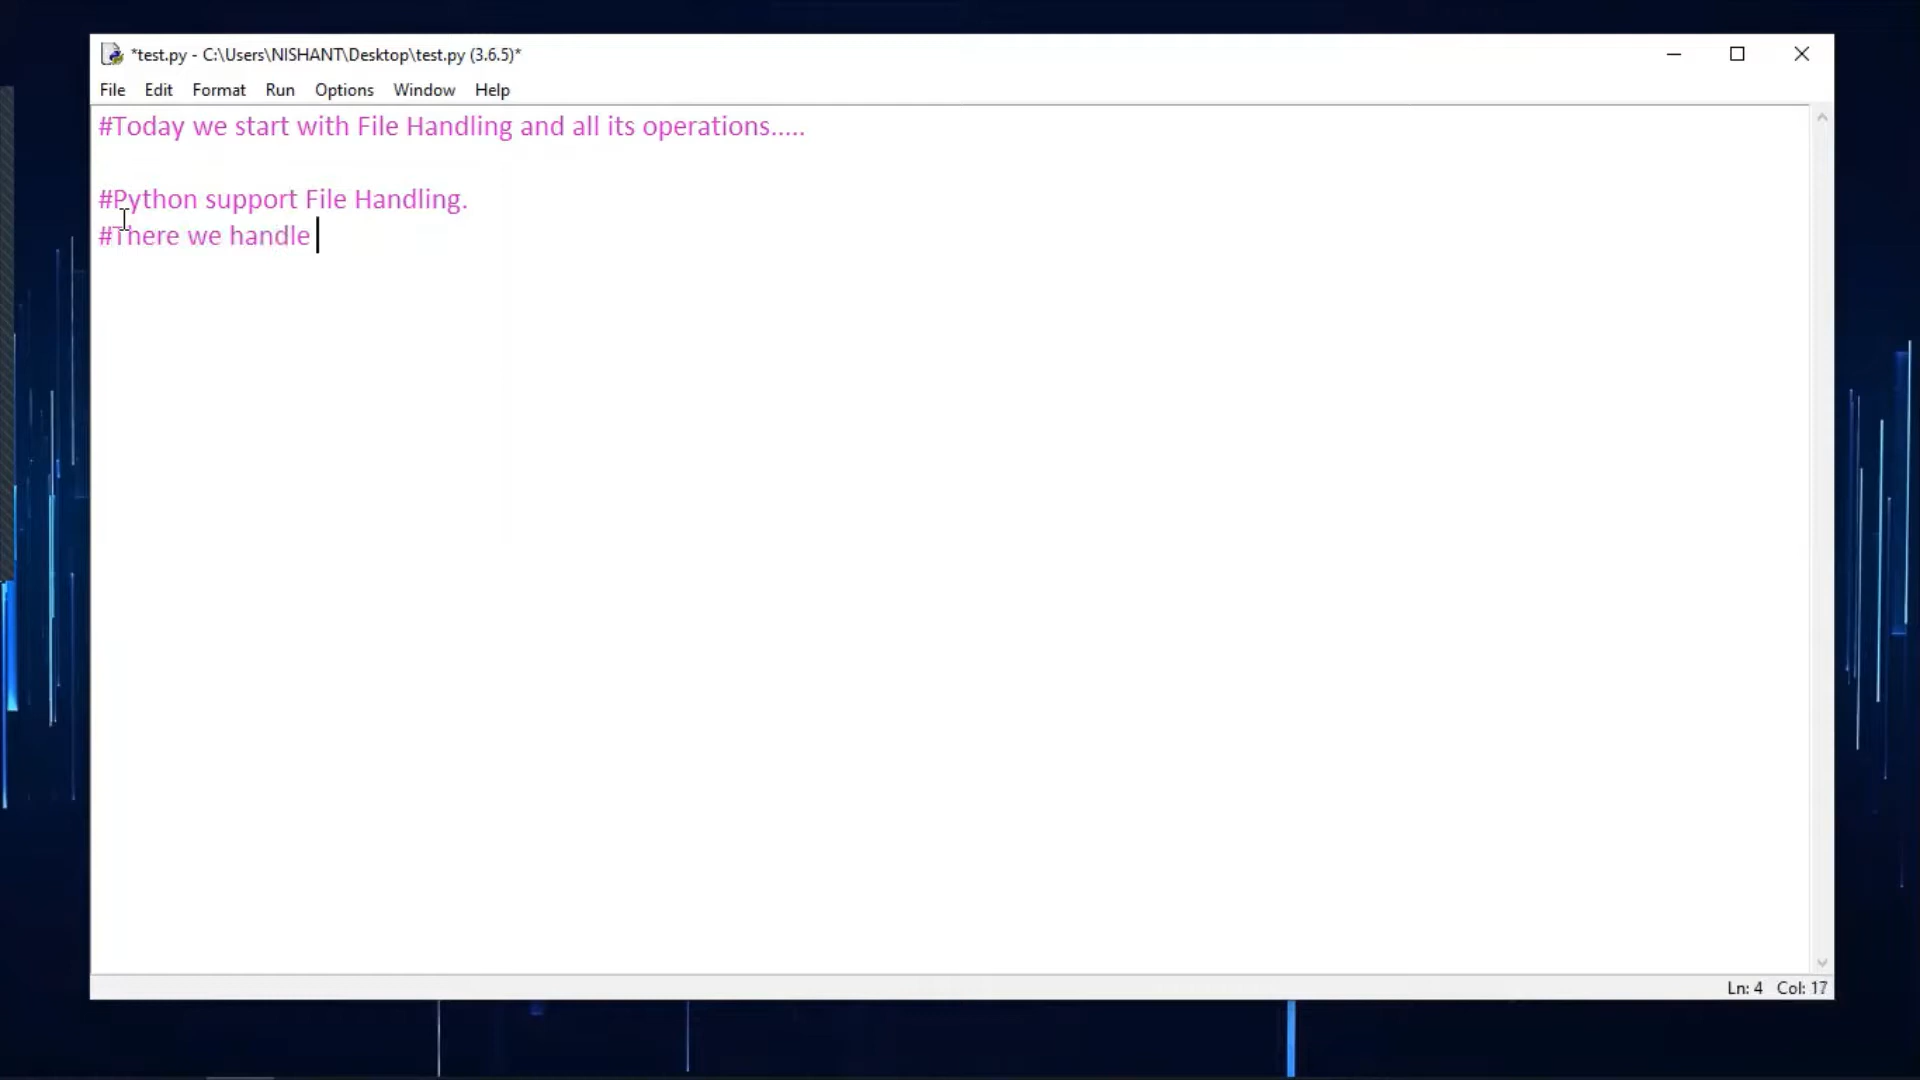 *test.py - C:\Users\NISHANT\Desktop\test.py (3.6.5)*
File Edit Format Run Options Window Help
#Today we start with File Handling and all its operations.....
#Python support File Handling.
#There we handle
Ln: 4 Col: 17